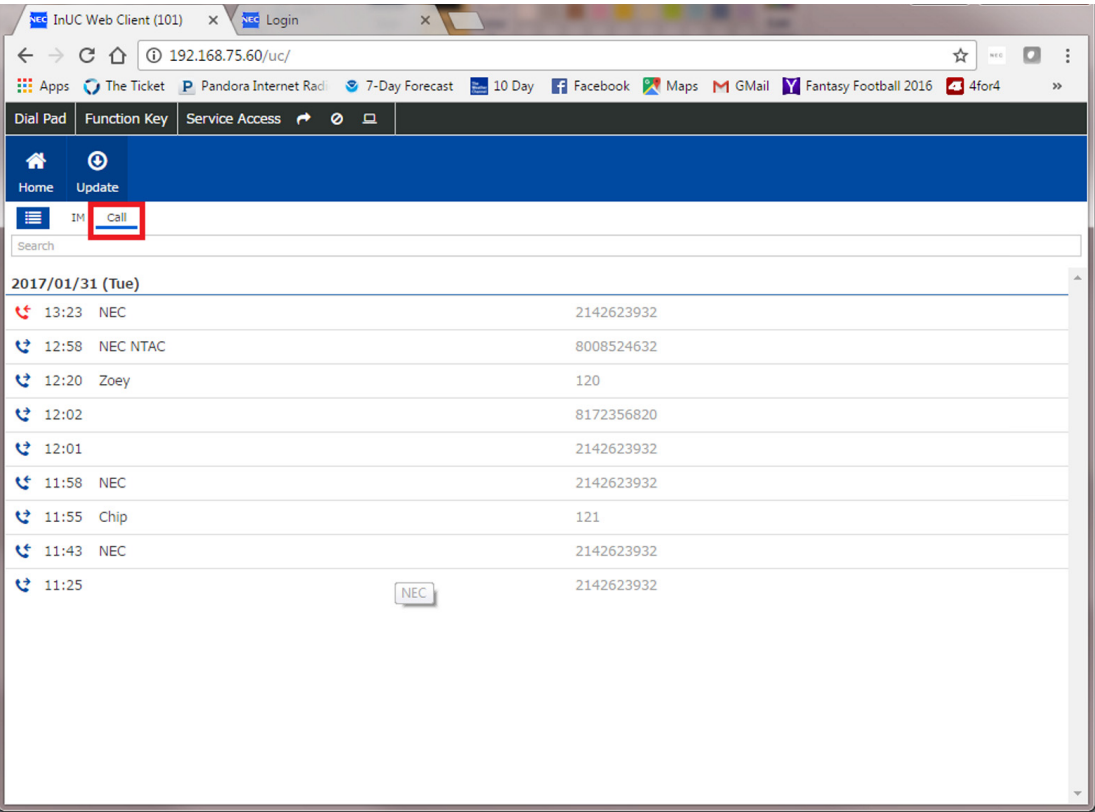 NEC InUC Web Client (101) × NEC Login ×
192.168.75.60/uc/ NEC
Apps The Ticket P Pandora Internet Radi 7-Day Forecast 10 Day Facebook Maps GMail Y Fantasy Football 2016 4for4 »
Dial Pad Function Key Service Access
Home Update
IM Call
Search
2017/01/31 (Tue)
13:23 NEC 2142623932
12:58 NEC NTAC 8008524632
12:20 Zoey 120
12:02 8172356820
12:01 2142623932
11:58 NEC 2142623932
11:55 Chip 121
11:43 NEC 2142623932
11:25 2142623932
NEC